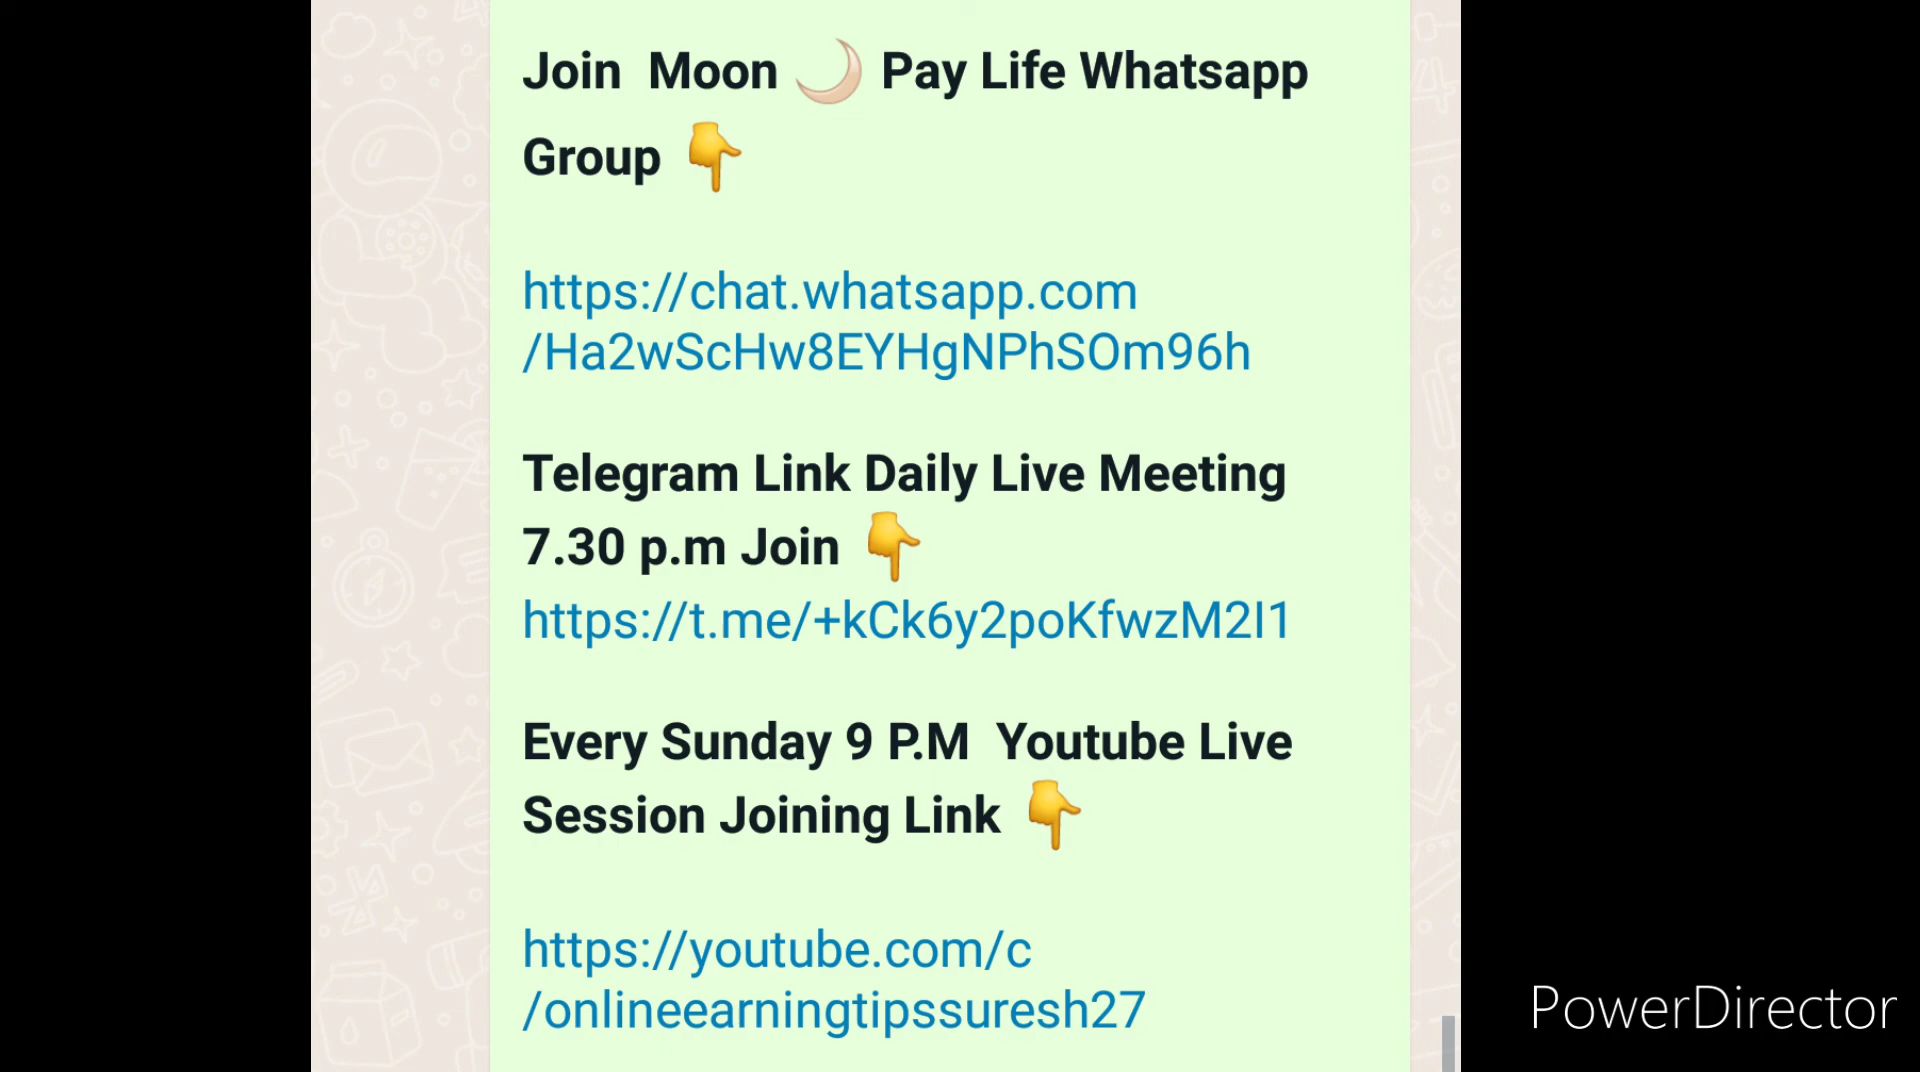 Join Moon 🌙 Pay Life Whatsapp
Group 👇
https://chat.whatsapp.com
/Ha2wScHw8EYHgNPhSOm96h
Telegram Link Daily Live Meeting
7.30 p.m Join 👇
https://t.me/+kCk6y2poKfwzM2I1
Every Sunday 9 P.M Youtube Live
Session Joining Link 👇
https://youtube.com/c
/onlineearningtipssuresh27
PowerDirector